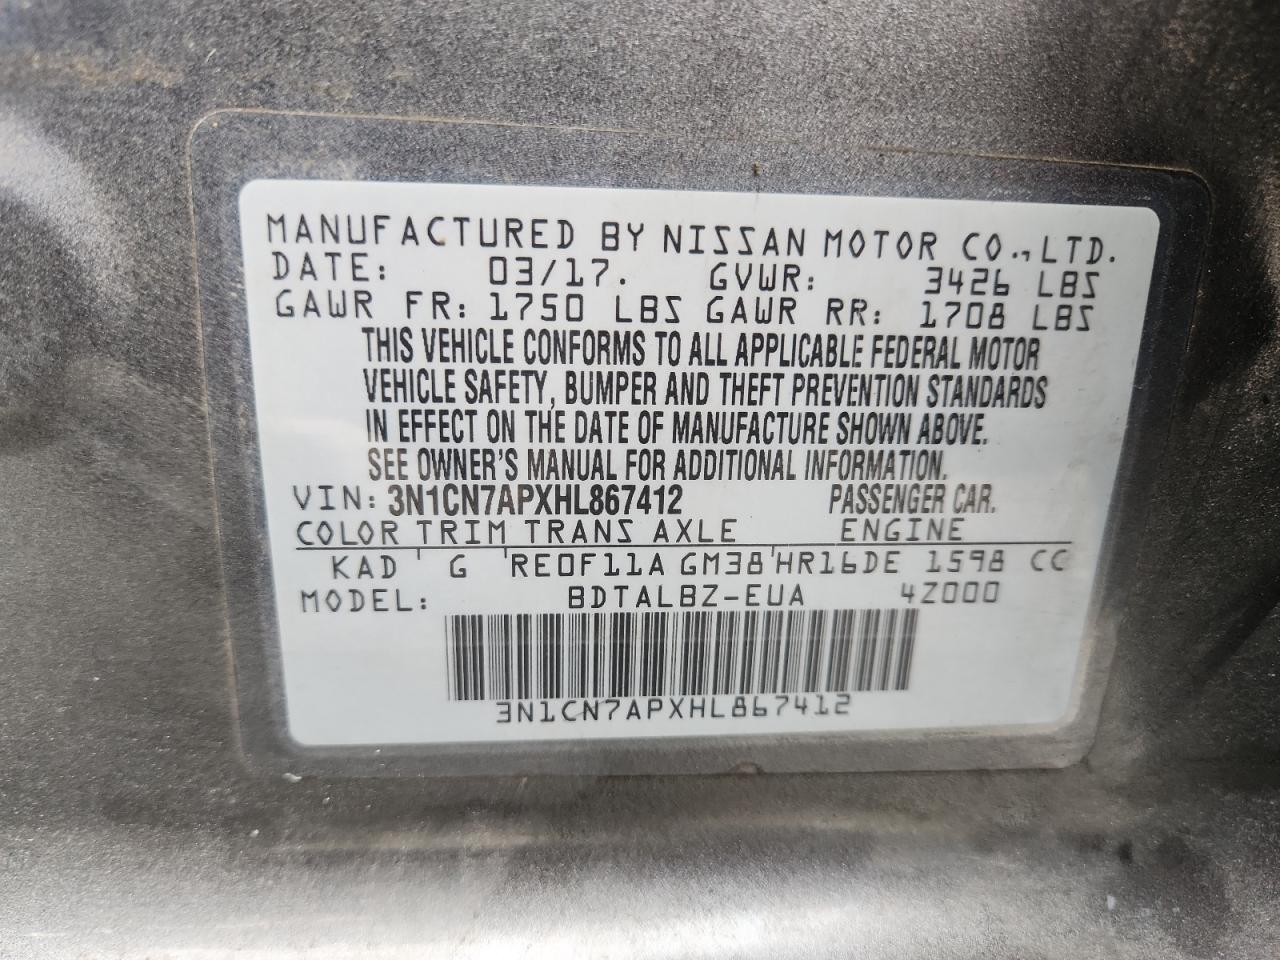 MANUFACTURED BY NISSAN MOTOR CO., LTD.
DATE: 03/17. GVWR: 3426 LBS
GAWR FR: 1750 LBS GAWR RR: 1708 LBS
THIS VEHICLE CONFORMS TO ALL APPLICABLE FEDERAL MOTOR
VEHICLE SAFETY, BUMPER AND THEFT PREVENTION STANDARDS
IN EFFECT ON THE DATE OF MANUFACTURE SHOWN ABOVE.
SEE OWNER'S MANUAL FOR ADDITIONAL INFORMATION.
VIN: 3N1CN7APXHL867412 PASSENGER CAR.
COLOR TRIM TRANS AXLE ENGINE
KAD G RE0F11A GM38 HR16DE 1598 CC
MODEL: BDTALBZ-EUA 4Z000
3N1CN7APXHL867412